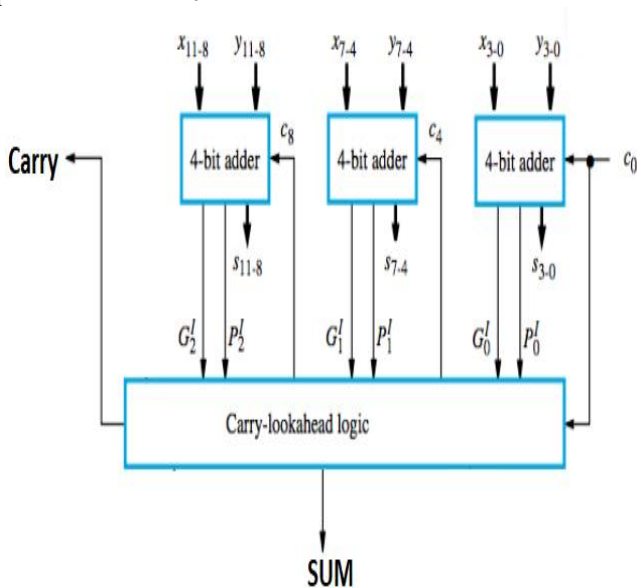 x11-8 y11-8 x7-4 y7-4 x3-0 y3-0
Carry 4-bit adder c8 4-bit adder c4 4-bit adder c0
s11-8 s7-4 s3-0
G2I P2I G1I P1I G0I P0I
Carry-lookahead logic
SUM